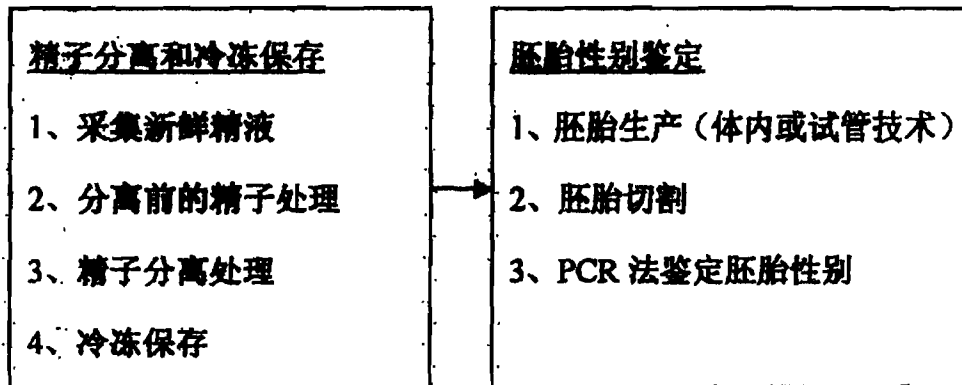 精子分离和冷冻保存
1、采集新鲜精液
2、分离前的精子处理
3、精子分离处理
4、冷冻保存
胚胎性别鉴定
1、胚胎生产（体内或试管技术）
2、胚胎切割
3、PCR 法鉴定胚胎性别